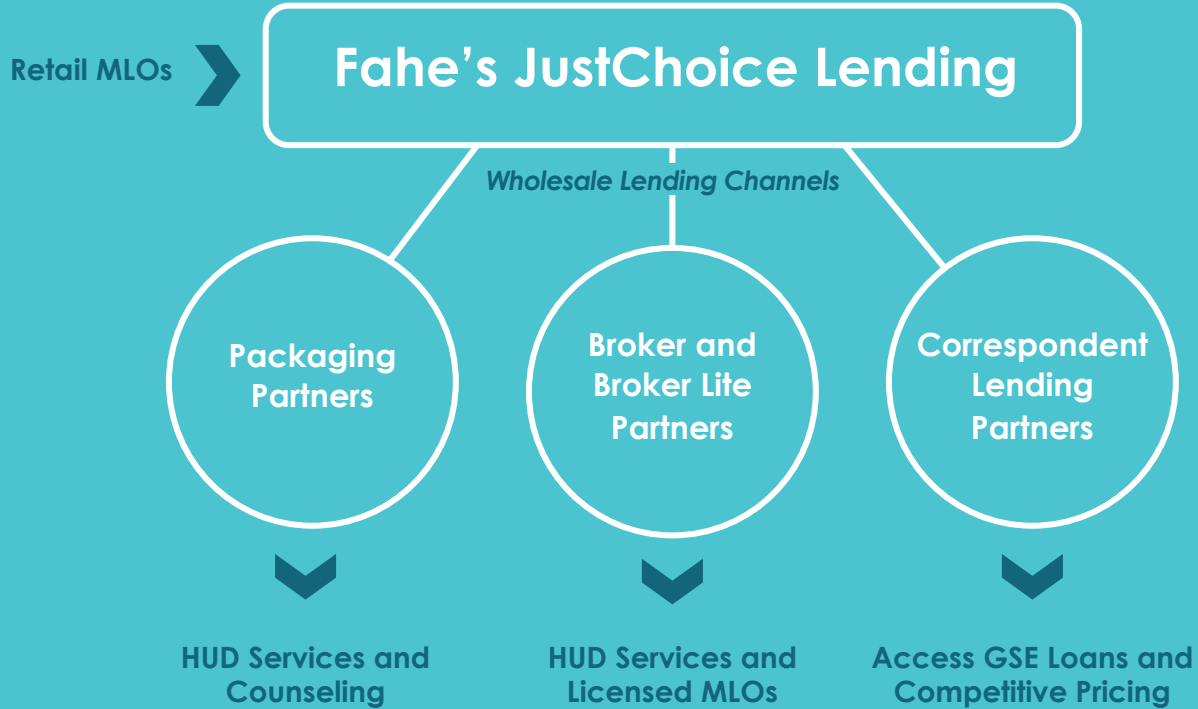 Retail MLOs
Fahe's JustChoice Lending
Wholesale Lending Channels
Packaging
Partners
Broker and
Broker Lite
Partners
Correspondent
Lending
Partners
HUD Services and
Counseling
HUD Services and
Licensed MLOs
Access GSE Loans and
Competitive Pricing